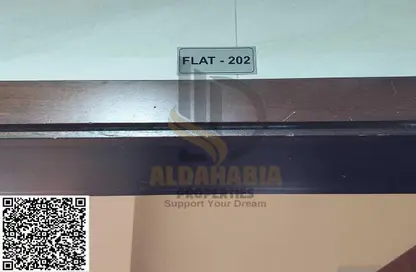 FLAT - 202
ALDAHABIA
PROPERTIES
Support Your Dream